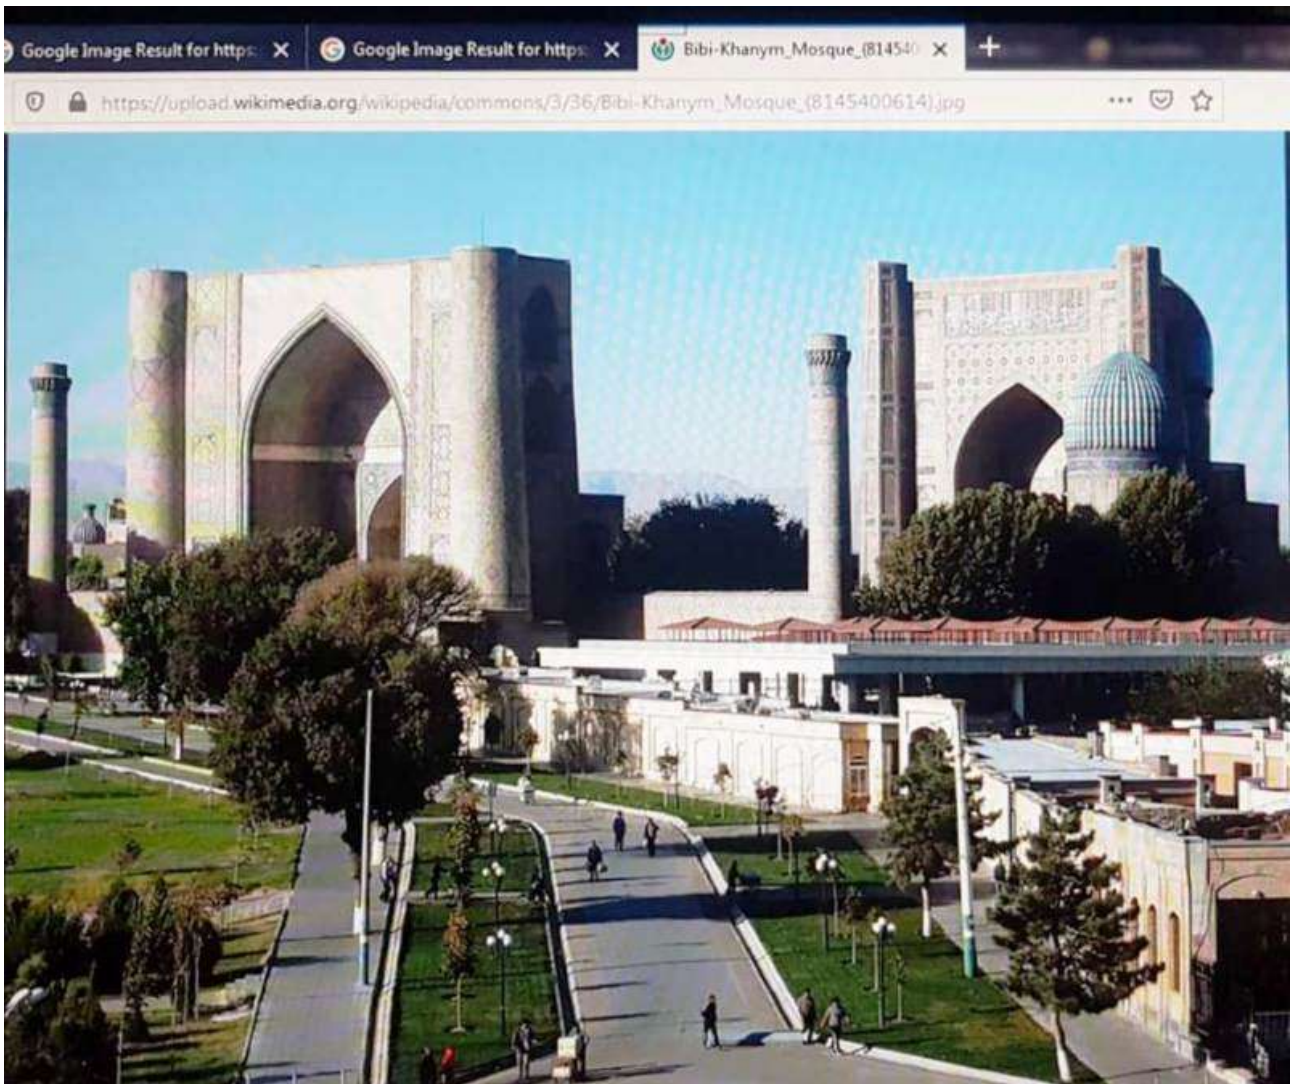 Google Image Result for https:
Google Image Result for https:
Bibi-Khanym_Mosque_(814540
https://upload.wikimedia.org/wikipedia/commons/3/36/Bibi-Khanym_Mosque_(8145400614).jpg